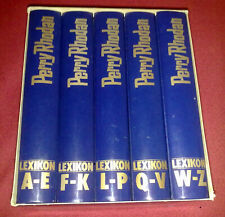 Perry Rhodan
LEXIKON
A-E
Perry Rhodan
LEXIKON
F-K
Perry Rhodan
LEXIKON
L-P
Perry Rhodan
LEXIKON
Q-V
Perry Rhodan
LEXIKON
W-Z